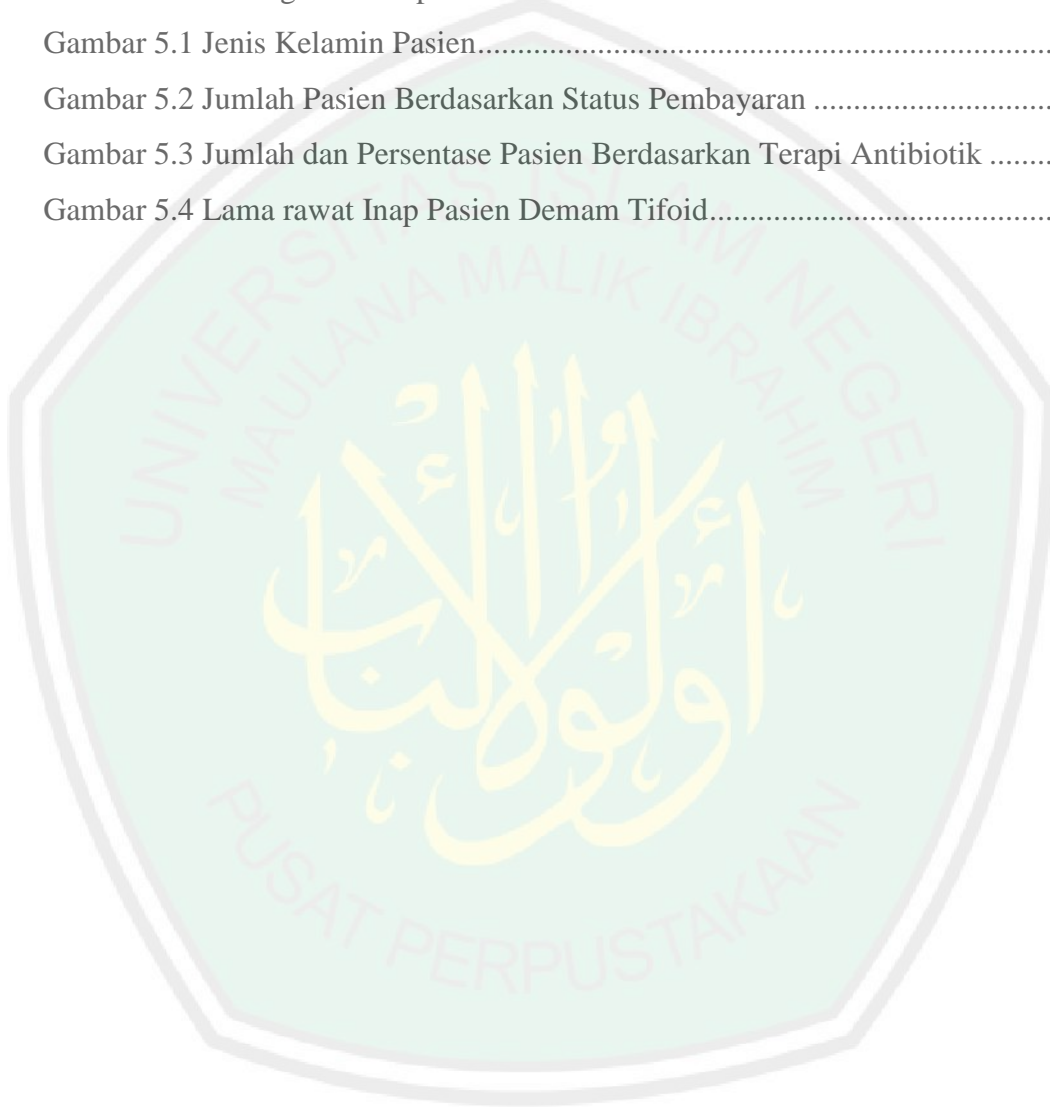 Gambar 5.1 Jenis Kelamin Pasien........................................................................
Gambar 5.2 Jumlah Pasien Berdasarkan Status Pembayaran ..............................
Gambar 5.3 Jumlah dan Persentase Pasien Berdasarkan Terapi Antibiotik ........
Gambar 5.4 Lama rawat Inap Pasien Demam Tifoid...........................................
UNIVERSITAS ISLAM NEGERI
MAULANA MALIK IBRAHIM
أولو الألباب
PUSAT PERPUSTAKAAN